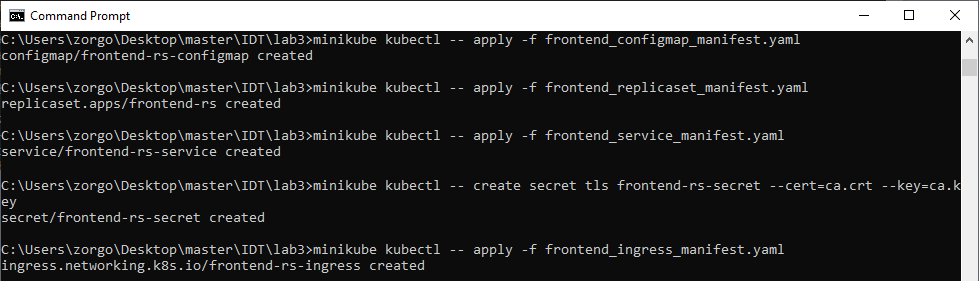 Command Prompt
C:\Users\zorgo\Desktop\master\IDT\lab3>minikube kubectl -- apply -f frontend_configmap_manifest.yaml
configmap/frontend-rs-configmap created
C:\Users\zorgo\Desktop\master\IDT\lab3>minikube kubectl -- apply -f frontend_replicaset_manifest.yaml
replicaset.apps/frontend-rs created
C:\Users\zorgo\Desktop\master\IDT\lab3>minikube kubectl -- apply -f frontend_service_manifest.yaml
service/frontend-rs-service created
C:\Users\zorgo\Desktop\master\IDT\lab3>minikube kubectl -- create secret tls frontend-rs-secret --cert=ca.crt --key=ca.k
ey
secret/frontend-rs-secret created
C:\Users\zorgo\Desktop\master\IDT\lab3>minikube kubectl -- apply -f frontend_ingress_manifest.yaml
ingress.networking.k8s.io/frontend-rs-ingress created